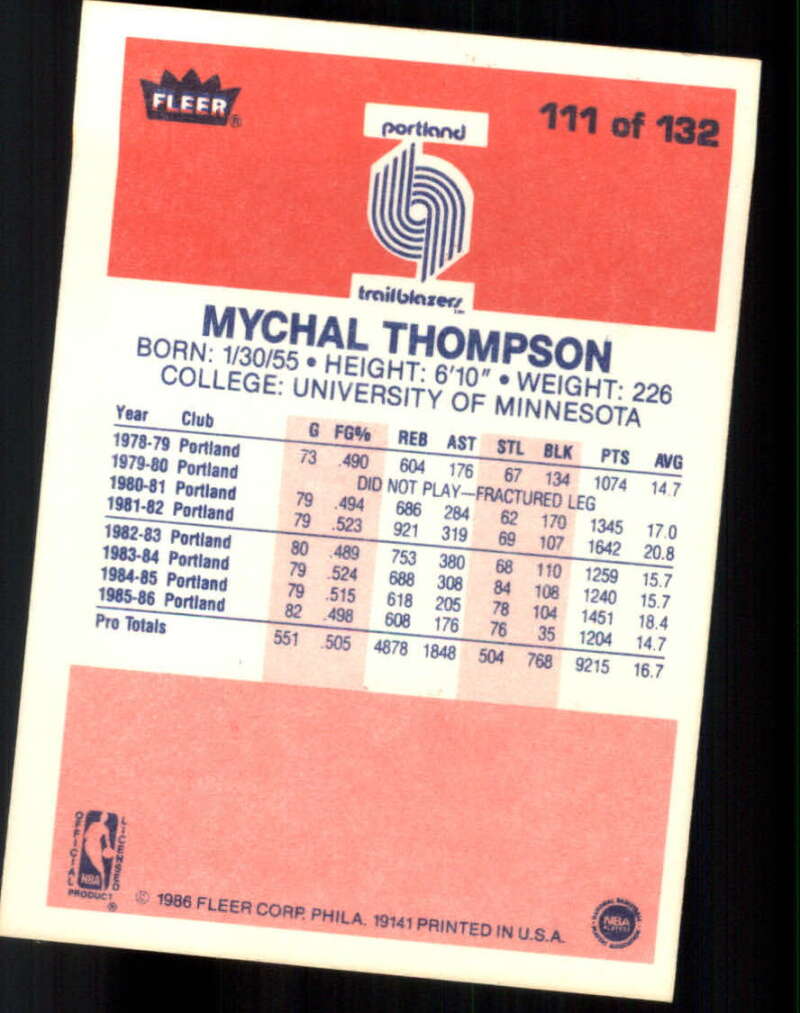 FLEER®
111 of 132
portland
trailblazers
MYCHAL THOMPSON
BORN: 1/30/55 • HEIGHT: 6'10" • WEIGHT: 226
COLLEGE: UNIVERSITY OF MINNESOTA
Year Club G FG% REB AST STL BLK PTS AVG
1978-79 Portland 73 .490 604 176 67 134 1074 14.7
1979-80 Portland DID NOT PLAY—FRACTURED LEG
1980-81 Portland 79 .494 686 284 62 170 1345 17.0
1981-82 Portland 79 .523 921 319 69 107 1642 20.8
1982-83 Portland 80 .489 753 380 68 110 1259 15.7
1983-84 Portland 79 .524 688 308 84 108 1240 15.7
1984-85 Portland 79 .515 618 205 78 104 1451 18.4
1985-86 Portland 82 .498 608 176 76 35 1204 14.7
Pro Totals 551 .505 4878 1848 504 768 9215 16.7
OFFICIAL LICENSED
NBA
PRODUCT ®
© 1986 FLEER CORP. PHILA. 19141 PRINTED IN U.S.A.
NATIONAL BASKETBALL
NBA
PLAYERS